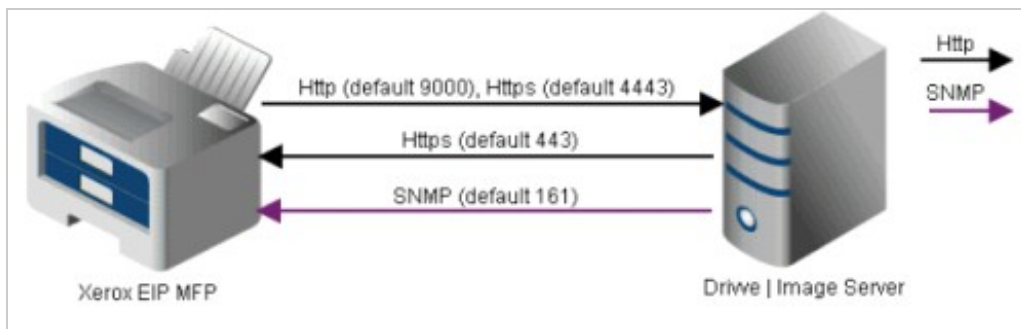 Http (default 9000), Https (default 4443)
Https (default 443)
SNMP (default 161)
Http
SNMP
Xerox EIP MFP
Drivve | Image Server